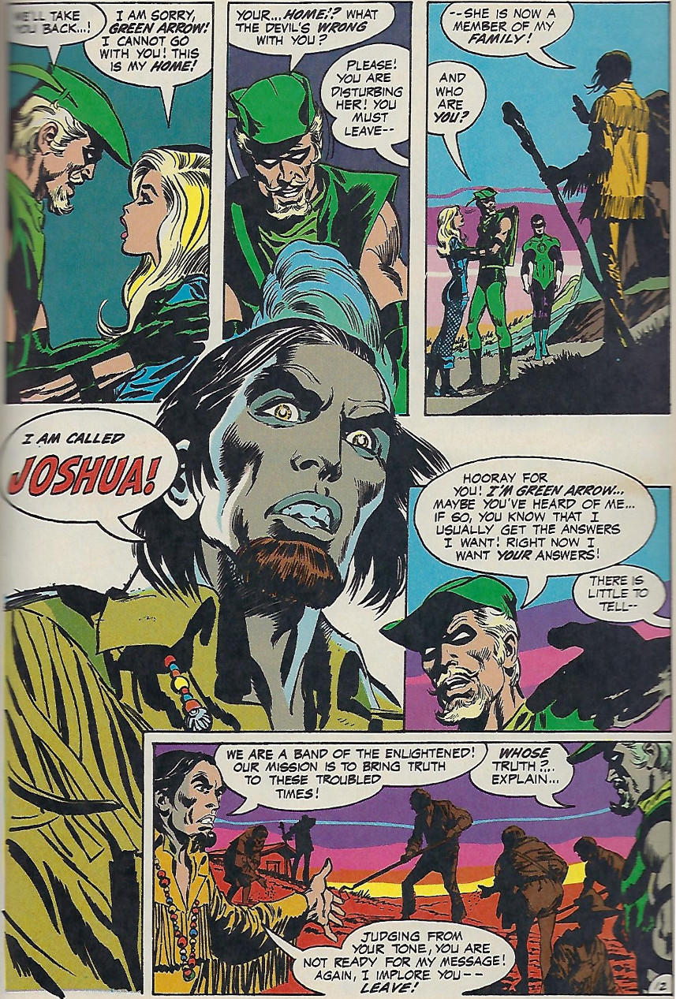 WE'LL TAKE
YOU BACK...!
I AM SORRY,
GREEN ARROW!
I CANNOT GO
WITH YOU! THIS
IS MY HOME!
YOUR...HOME!? WHAT
THE DEVIL'S WRONG
WITH YOU?
PLEASE!
YOU ARE
DISTURBING
HER! YOU
MUST
LEAVE--
--SHE IS NOW A
MEMBER OF MY
FAMILY!
AND
WHO
ARE
YOU?
I AM CALLED
JOSHUA!
HOORAY FOR
YOU! I'M GREEN ARROW...
MAYBE YOU'VE HEARD OF ME...
IF SO, YOU KNOW THAT I
USUALLY GET THE ANSWERS
I WANT! RIGHT NOW I
WANT YOUR ANSWERS!
THERE IS
LITTLE TO
TELL--
WE ARE A BAND OF THE ENLIGHTENED!
OUR MISSION IS TO BRING TRUTH
TO THESE TROUBLED
TIMES!
WHOSE
TRUTH?..
EXPLAIN...
JUDGING FROM
YOUR TONE, YOU ARE
NOT READY FOR MY MESSAGE!
AGAIN, I IMPLORE YOU--
LEAVE!
12